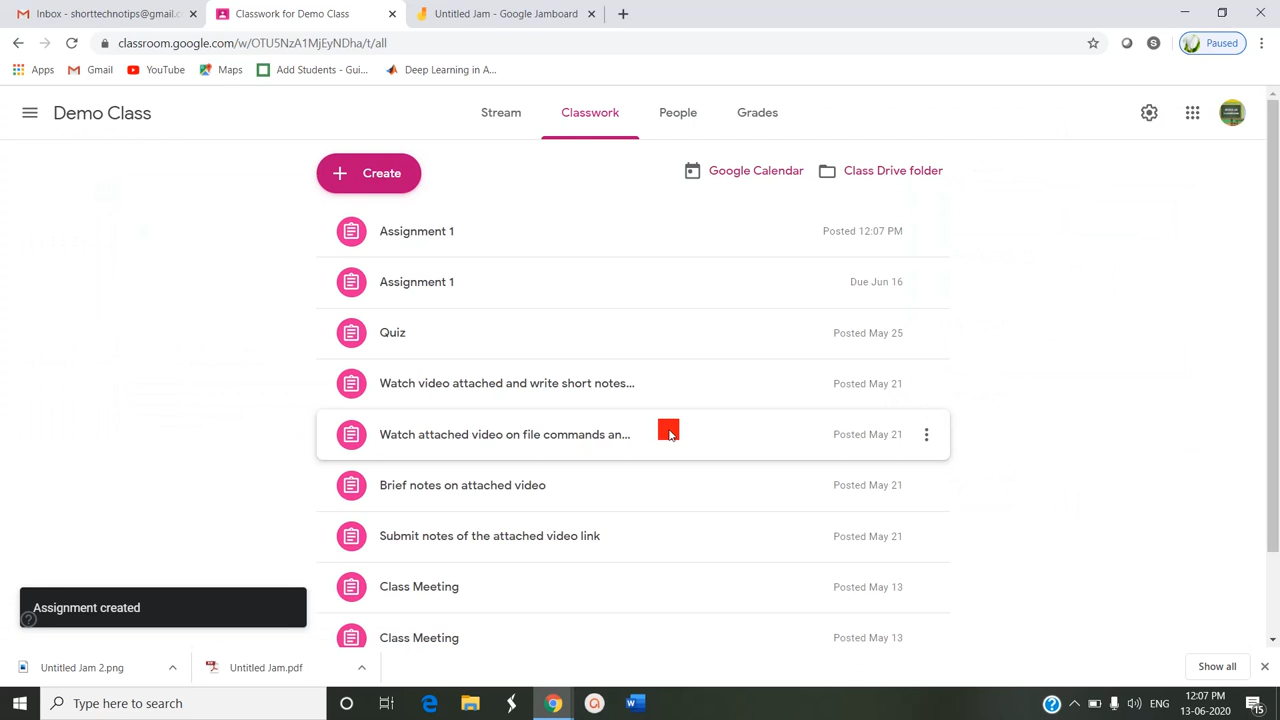 Inbox - shorttechnotips@gmail.c
Classwork for Demo Class
Untitled Jam - Google Jamboard
classroom.google.com/w/OTU5NzA1MjEyNDha/t/all
S
Paused
Apps
Gmail
YouTube
Maps
Add Students - Gui...
Deep Learning in A...
Demo Class
Stream
Classwork
People
Grades
Create
Google Calendar
Class Drive folder
Assignment 1
Posted 12:07 PM
Assignment 1
Due Jun 16
Quiz
Posted May 25
Watch video attached and write short notes...
Posted May 21
Watch attached video on file commands an...
Posted May 21
Brief notes on attached video
Posted May 21
Submit notes of the attached video link
Posted May 21
Class Meeting
Posted May 13
Class Meeting
Posted May 13
Assignment created
Untitled Jam 2.png
Untitled Jam.pdf
Show all
Type here to search
ENG
12:07 PM
13-06-2020
15